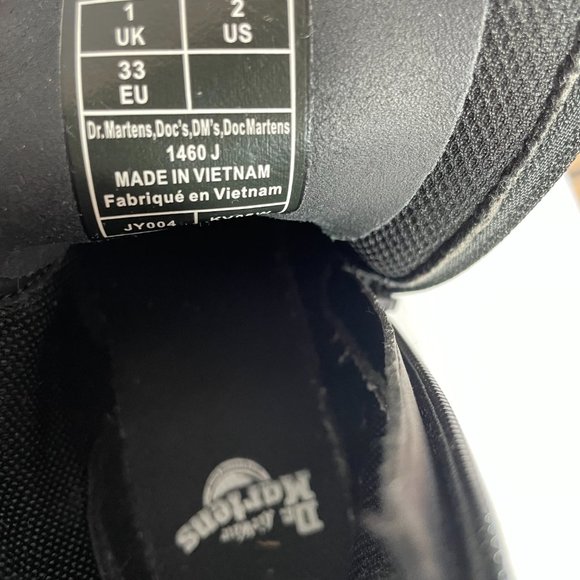 1 2
UK US
33
EU
Dr.Martens,Doc's,DM's,DocMartens
1460 J
MADE IN VIETNAM
Fabriqué en Vietnam
JY004
Dr.
Martens
AirWair